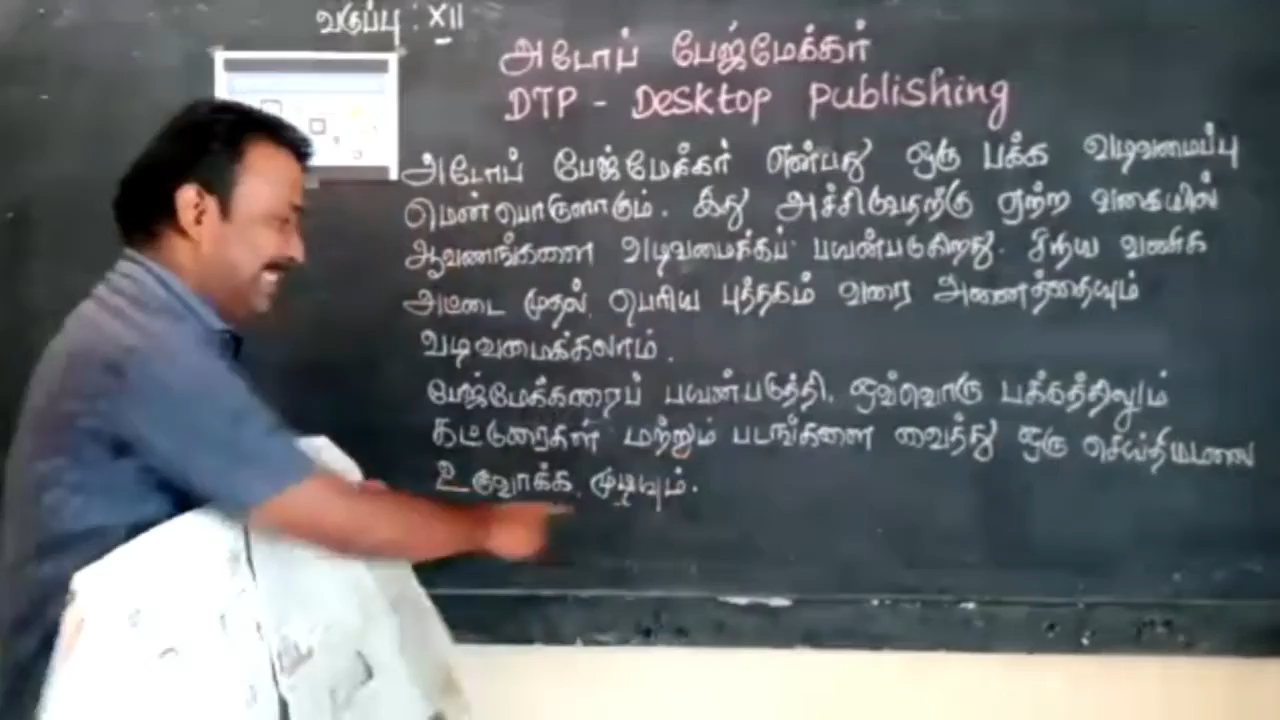 வகுப்பு : XII
அடோப் பேஜ்மேக்கர்
DTP - Desktop publishing
அடோப் பேஜ்மேக்கர் என்பது ஒரு பக்க வடிவமைப்பு
மென்பொருளாகும். இது அச்சிடுவதற்கு ஏற்ற வகையில்
ஆவணங்களை வடிவமைக்கப் பயன்படுகிறது. சிறிய வணிக
அட்டை முதல் பெரிய புத்தகம் வரை அனைத்தையும்
வடிவமைக்கலாம்.
பேஜ்மேக்கரைப் பயன்படுத்தி, ஒவ்வொரு பக்கத்திலும்
கட்டுரைகள் மற்றும் படங்களை வைத்து ஒரு செய்திமடலை
உருவாக்க முடியும்.